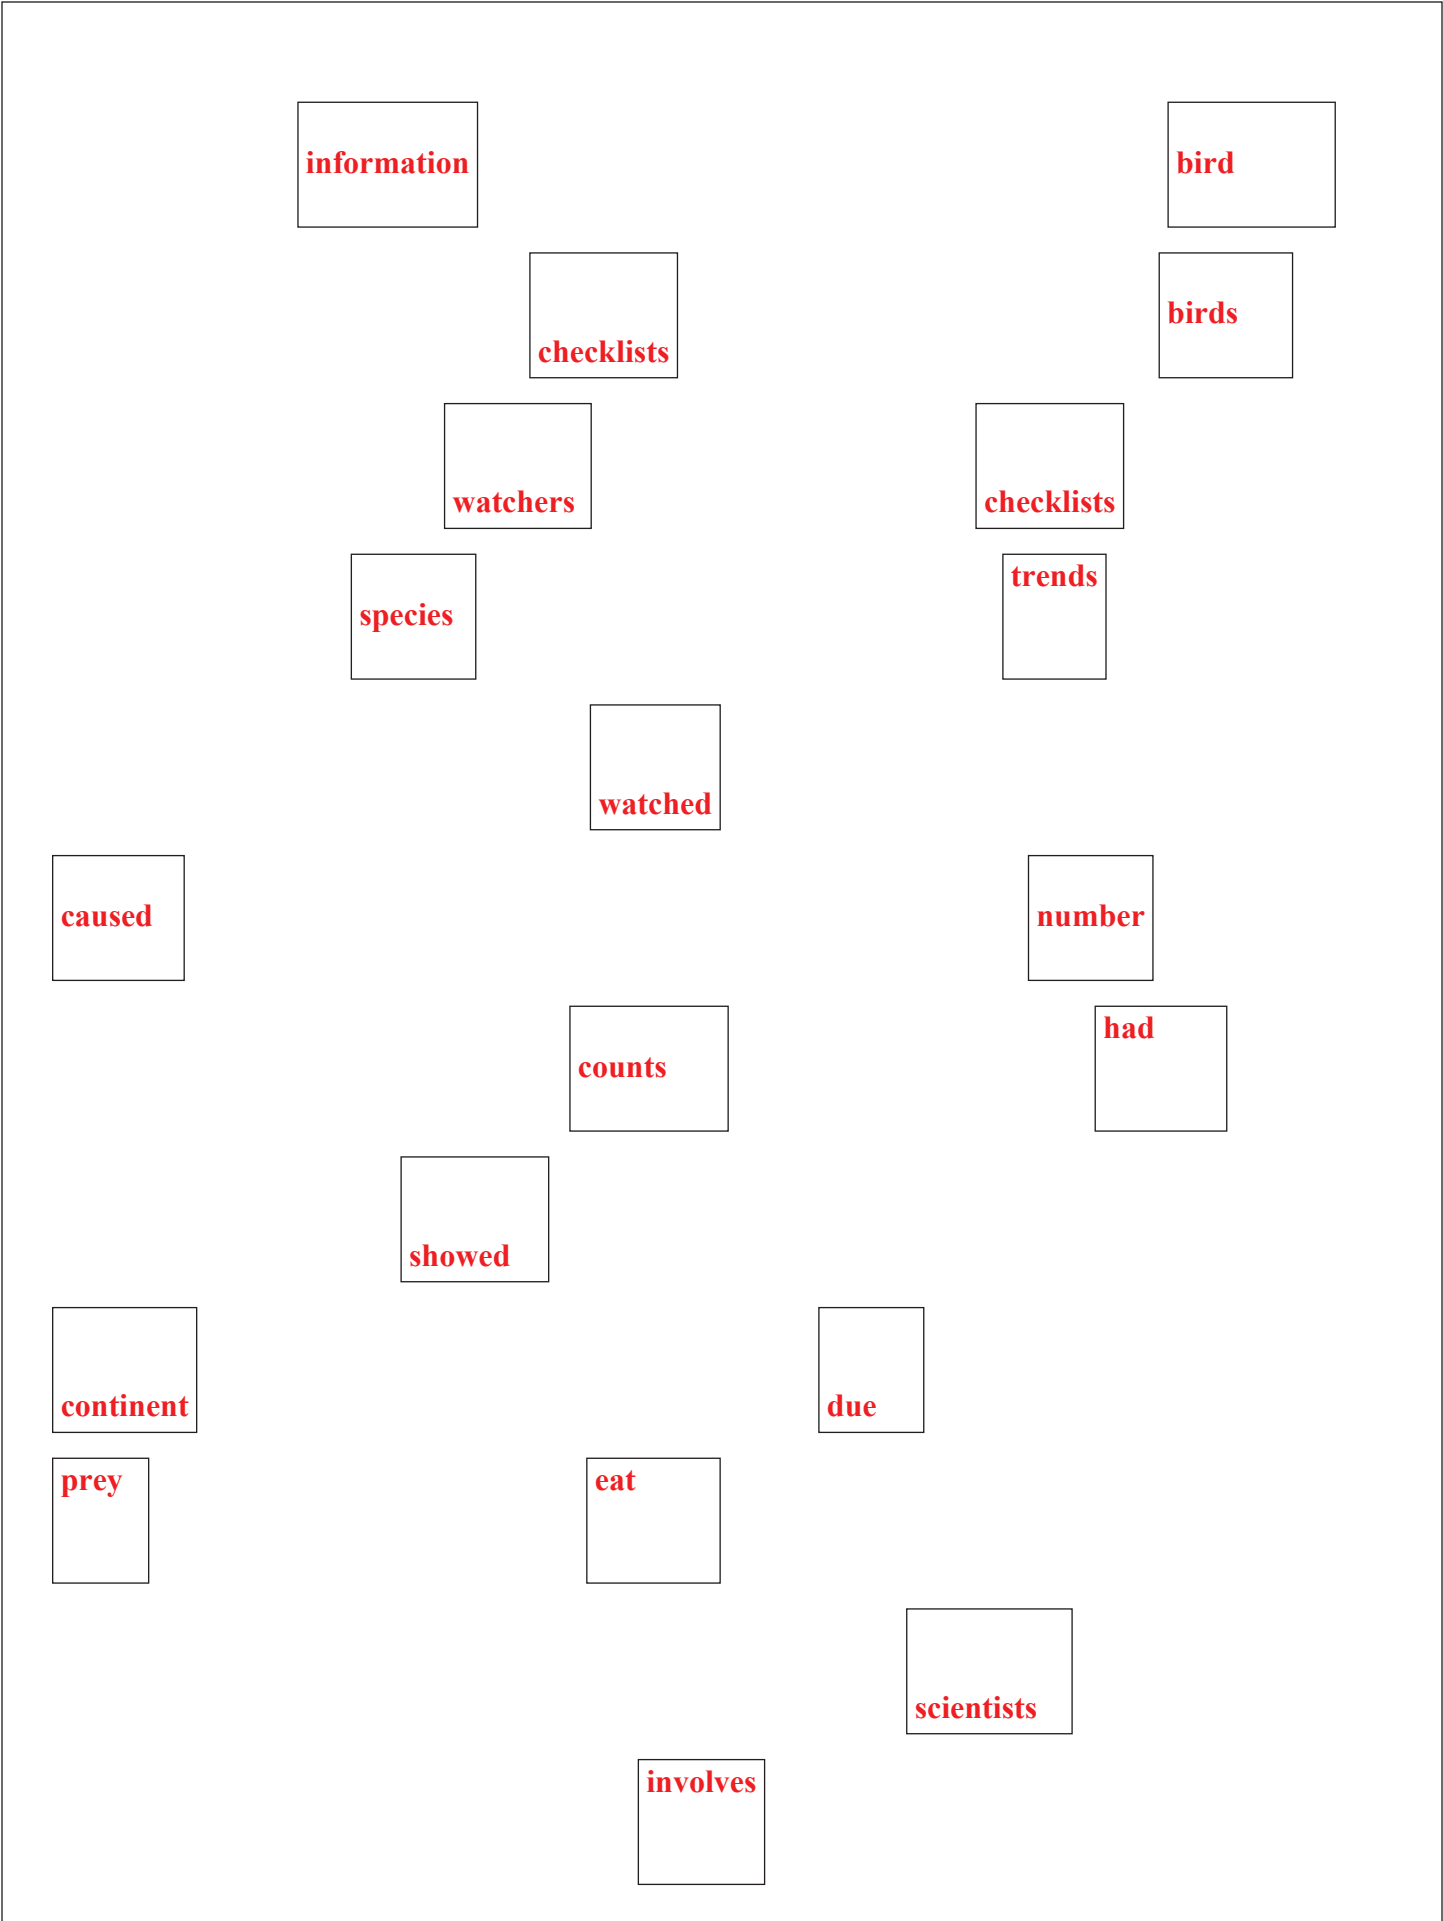 information bird
checklists birds
watchers checklists
species trends
watched
caused number
counts had
showed
continent due
prey eat
scientists
involves